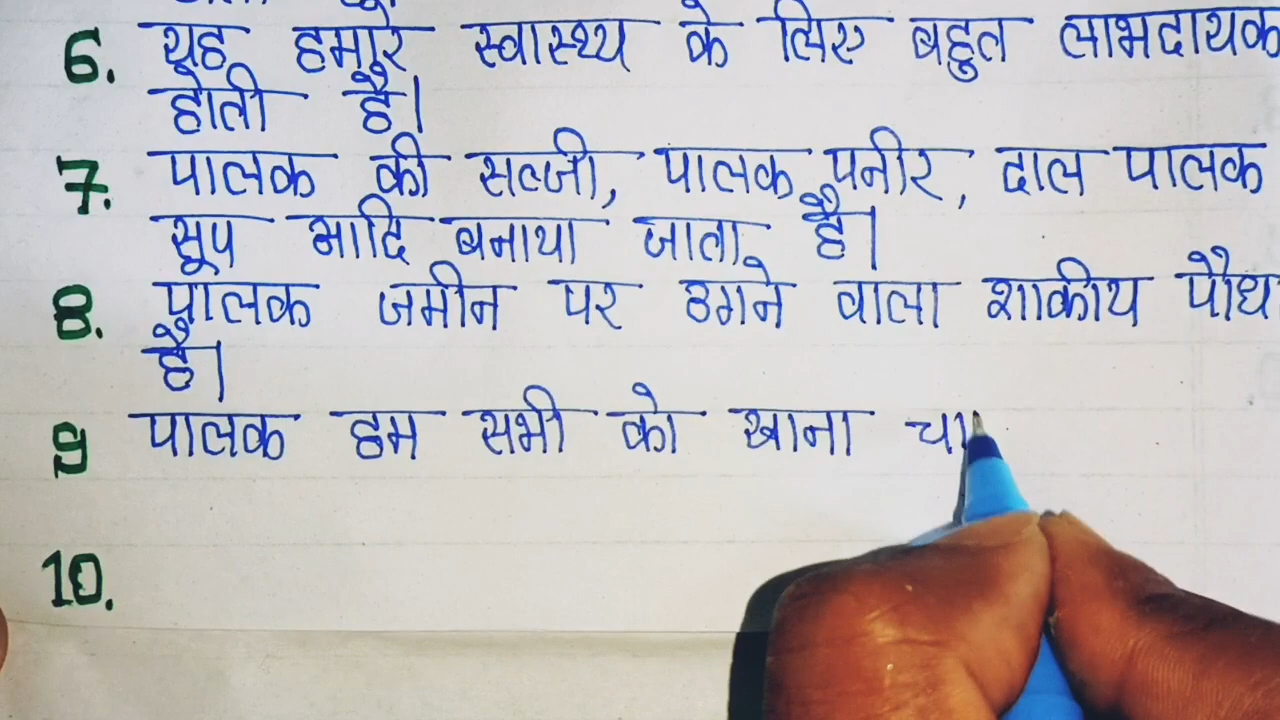 6. यह हमारे स्वास्थ्य के लिए बहुत लाभदायक
होती है।
7. पालक की सब्जी, पालक पनीर, दाल पालक
सूप आदि बनाया जाता है।
8. पालक जमीन पर उगने वाला शाकीय पौध
है।
9 पालक हम सभी को खाना चा
10.